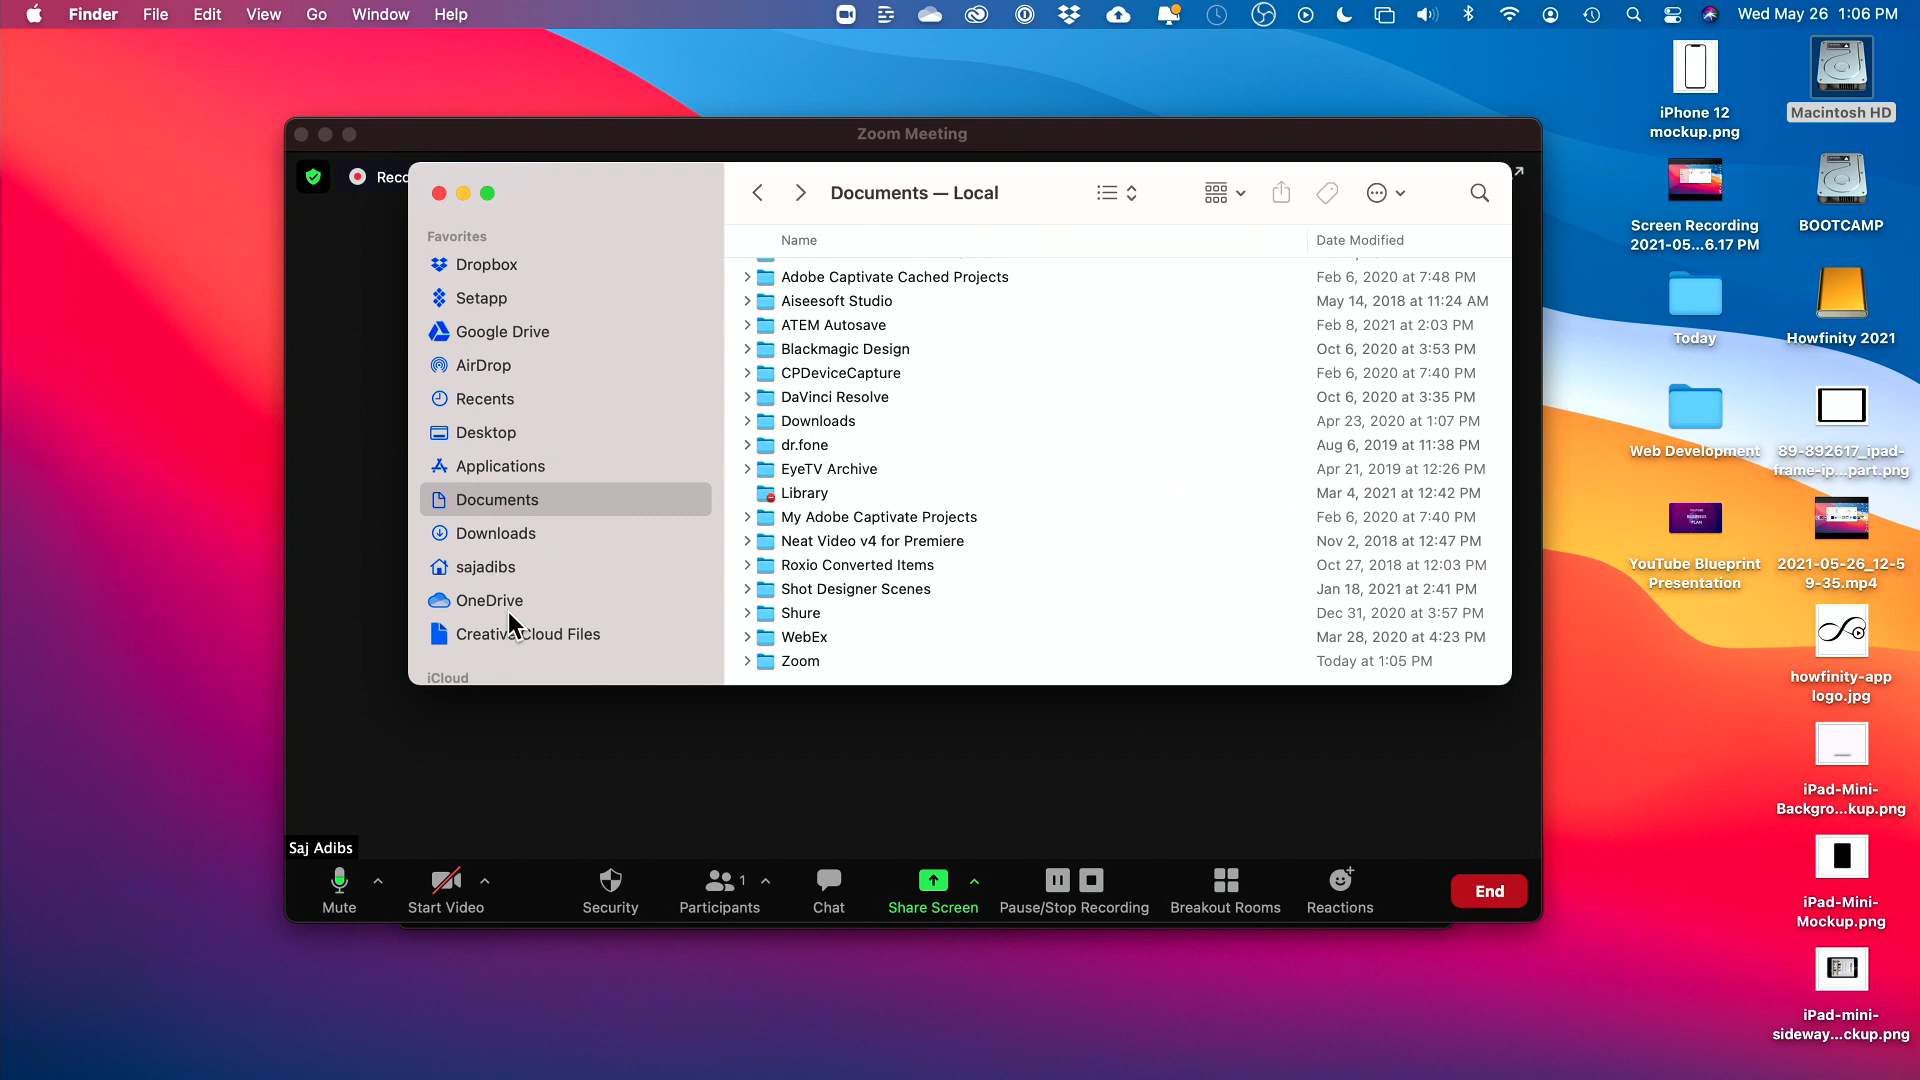 Finder File Edit View Go Window Help
Wed May 26 1:06 PM
Zoom Meeting
Reco
Favorites
Dropbox
Setapp
Google Drive
AirDrop
Recents
Desktop
Applications
Documents
Downloads
sajadibs
OneDrive
Creative Cloud Files
iCloud
Documents — Local
Name Date Modified
Adobe Captivate Cached Projects Feb 6, 2020 at 7:48 PM
Aiseesoft Studio May 14, 2018 at 11:24 AM
ATEM Autosave Feb 8, 2021 at 2:03 PM
Blackmagic Design Oct 6, 2020 at 3:53 PM
CPDeviceCapture Feb 6, 2020 at 7:40 PM
DaVinci Resolve Oct 6, 2020 at 3:35 PM
Downloads Apr 23, 2020 at 1:07 PM
dr.fone Aug 6, 2019 at 11:38 PM
EyeTV Archive Apr 21, 2019 at 12:26 PM
Library Mar 4, 2021 at 12:42 PM
My Adobe Captivate Projects Feb 6, 2020 at 7:40 PM
Neat Video v4 for Premiere Nov 2, 2018 at 12:47 PM
Roxio Converted Items Oct 27, 2018 at 12:03 PM
Shot Designer Scenes Jan 18, 2021 at 2:41 PM
Shure Dec 31, 2020 at 3:57 PM
WebEx Mar 28, 2020 at 4:23 PM
Zoom Today at 1:05 PM
Saj Adibs
Mute
Start Video
Security
1
Participants
Chat
Share Screen
Pause/Stop Recording
Breakout Rooms
Reactions
End
iPhone 12
mockup.png
Macintosh HD
Screen Recording
2021-05...6.17 PM
BOOTCAMP
Today
Howfinity 2021
Web Development
89-892617_ipad-
frame-ip...part.png
YouTube Blueprint
Presentation
2021-05-26_12-5
9-35.mp4
howfinity-app
logo.jpg
iPad-Mini-
Backgro...kup.png
iPad-Mini-
Mockup.png
iPad-mini-
sideway...ckup.png